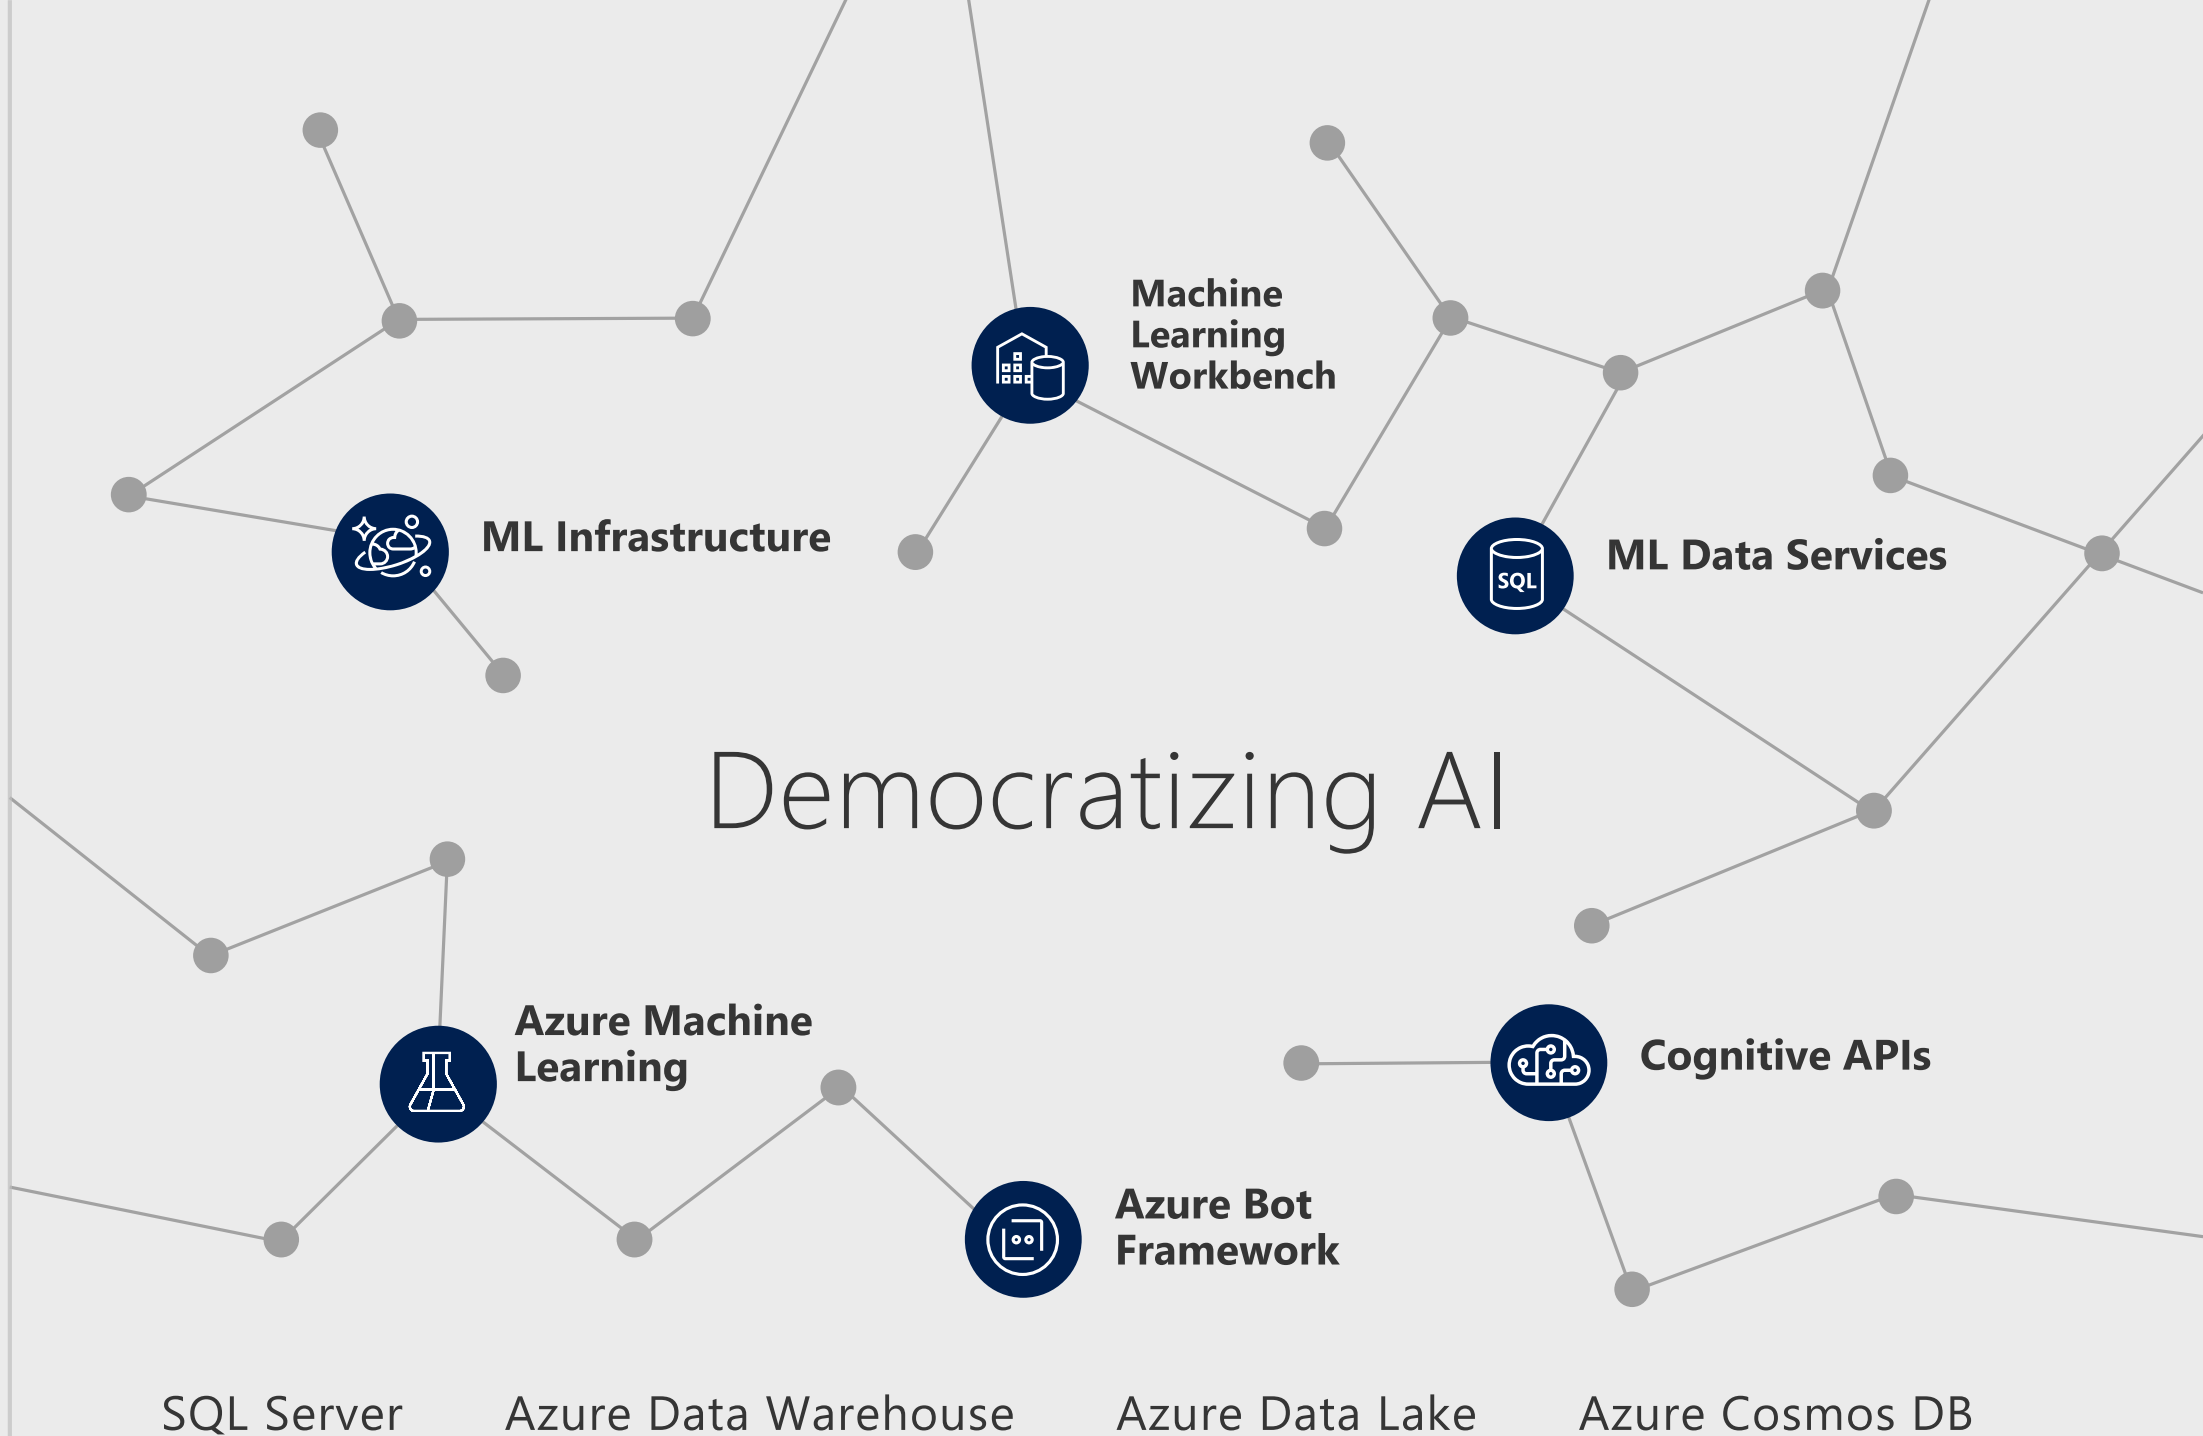 Machine
Learning
Workbench
ML Infrastructure
ML Data Services
SQL
Democratizing AI
Azure Machine
Learning
Cognitive APIs
Azure Bot
Framework
SQL Server
Azure Data Warehouse
Azure Data Lake
Azure Cosmos DB